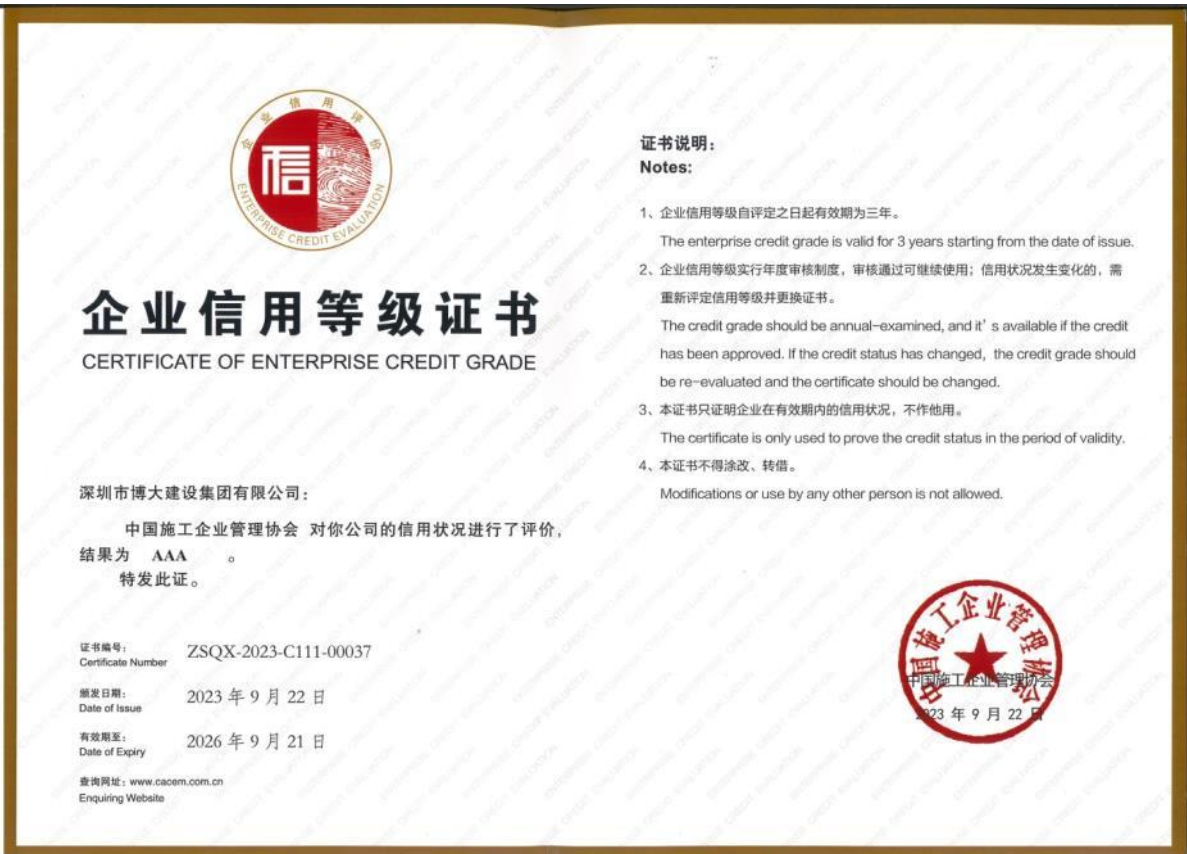 企业信用评价
信
ENTERPRISE CREDIT EVALUATION
企业信用等级证书
CERTIFICATE OF ENTERPRISE CREDIT GRADE
深圳市博大建设集团有限公司：
中国施工企业管理协会 对你公司的信用状况进行了评价，
结果为 AAA 。
特发此证。
证书编号：
Certificate Number
ZSQX-2023-C111-00037
颁发日期：
Date of Issue
2023 年 9 月 22 日
有效期至：
Date of Expiry
2026 年 9 月 21 日
查询网址：www.cacem.com.cn
Enquiring Website
证书说明：
Notes:
1、企业信用等级自评定之日起有效期为三年。
The enterprise credit grade is valid for 3 years starting from the date of issue.
2、企业信用等级实行年度审核制度，审核通过可继续使用；信用状况发生变化的，需
重新评定信用等级并更换证书。
The credit grade should be annual-examined, and it' s available if the credit
has been approved. If the credit status has changed, the credit grade should
be re-evaluated and the certificate should be changed.
3、本证书只证明企业在有效期内的信用状况，不作他用。
The certificate is only used to prove the credit status in the period of validity.
4、本证书不得涂改、转借。
Modifications or use by any other person is not allowed.
中国施工企业管理协会
中国施工企业管理协会
2023 年 9 月 22 日